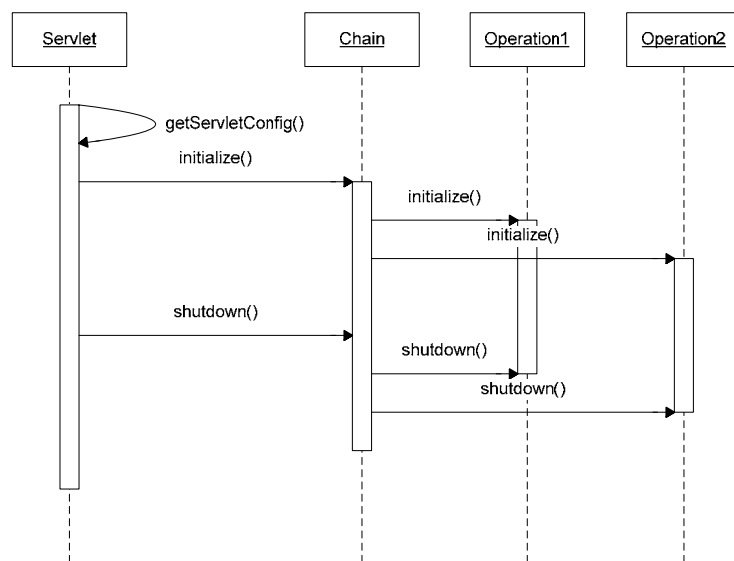 Servlet
Chain
Operation1
Operation2
getServletConfig()
initialize()
initialize()
initialize()
shutdown()
shutdown()
shutdown()